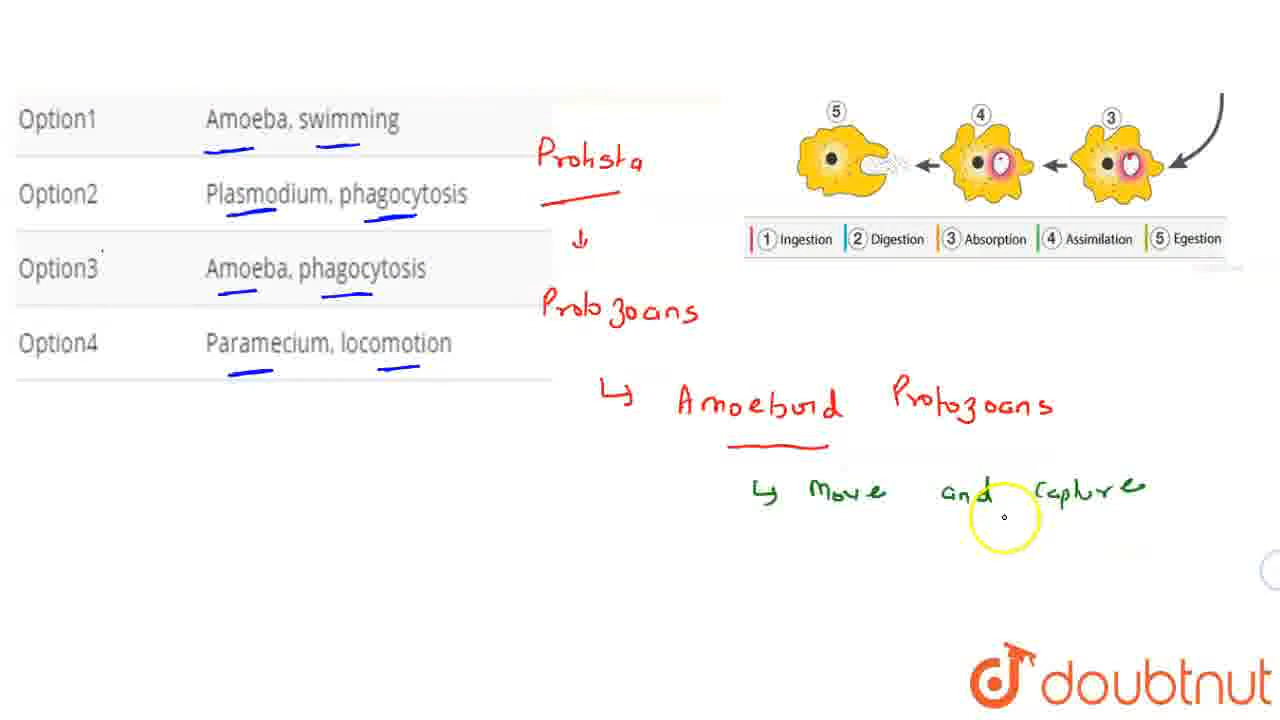 Option1 Amoeba, swimming
Option2 Plasmodium, phagocytosis
Option3 Amoeba, phagocytosis
Option4 Paramecium, locomotion
5 4 3
1 Ingestion 2 Digestion 3 Absorption 4 Assimilation 5 Egestion
Protista
Protozoans
Amoeboid Protozoans
Move and Capture
doubtnut